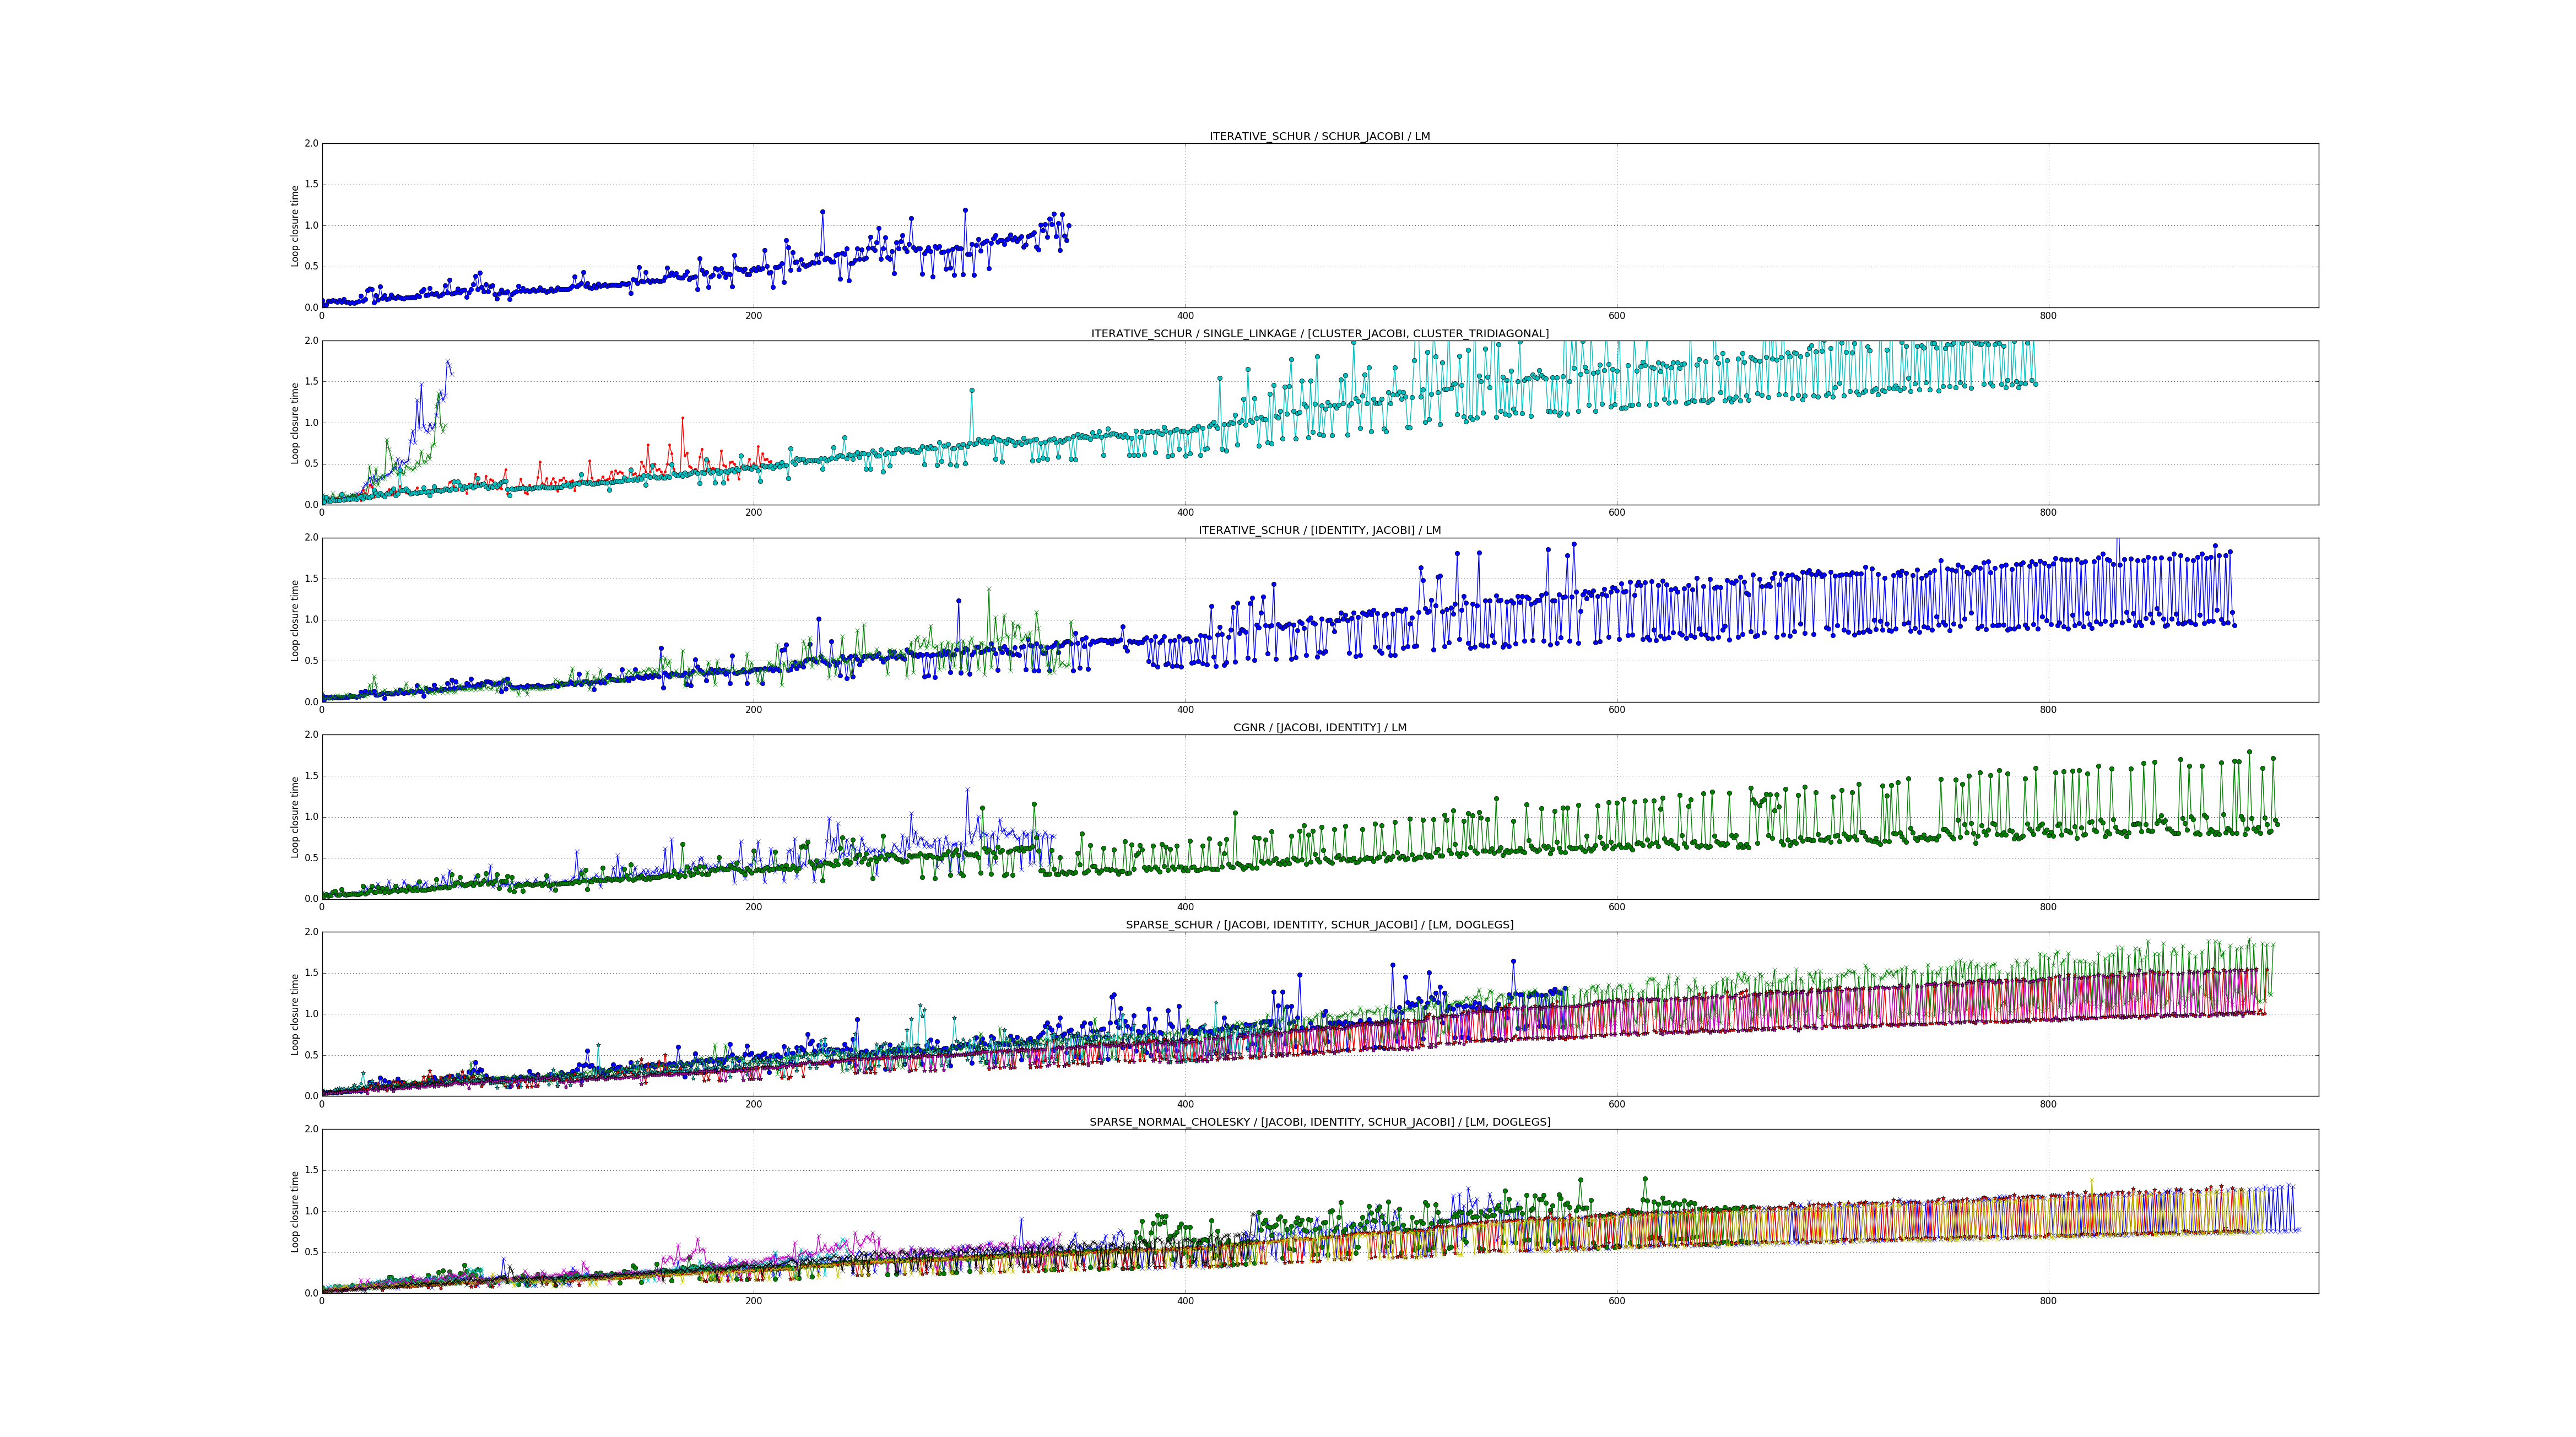 ITERATIVE_SCHUR / SCHUR_JACOBI / LM
2.0
1.5
1.0
0.5
0.0
Loop closure time
0 200 400 600 800
ITERATIVE_SCHUR / SINGLE_LINKAGE / [CLUSTER_JACOBI, CLUSTER_TRIDIAGONAL]
2.0
1.5
1.0
0.5
0.0
Loop closure time
0 200 400 600 800
ITERATIVE_SCHUR / [IDENTITY, JACOBI] / LM
2.0
1.5
1.0
0.5
0.0
Loop closure time
0 200 400 600 800
CGNR / [JACOBI, IDENTITY] / LM
2.0
1.5
1.0
0.5
0.0
Loop closure time
0 200 400 600 800
SPARSE_SCHUR / [JACOBI, IDENTITY, SCHUR_JACOBI] / [LM, DOGLEGS]
2.0
1.5
1.0
0.5
0.0
Loop closure time
0 200 400 600 800
SPARSE_NORMAL_CHOLESKY / [JACOBI, IDENTITY, SCHUR_JACOBI] / [LM, DOGLEGS]
2.0
1.5
1.0
0.5
0.0
Loop closure time
0 200 400 600 800